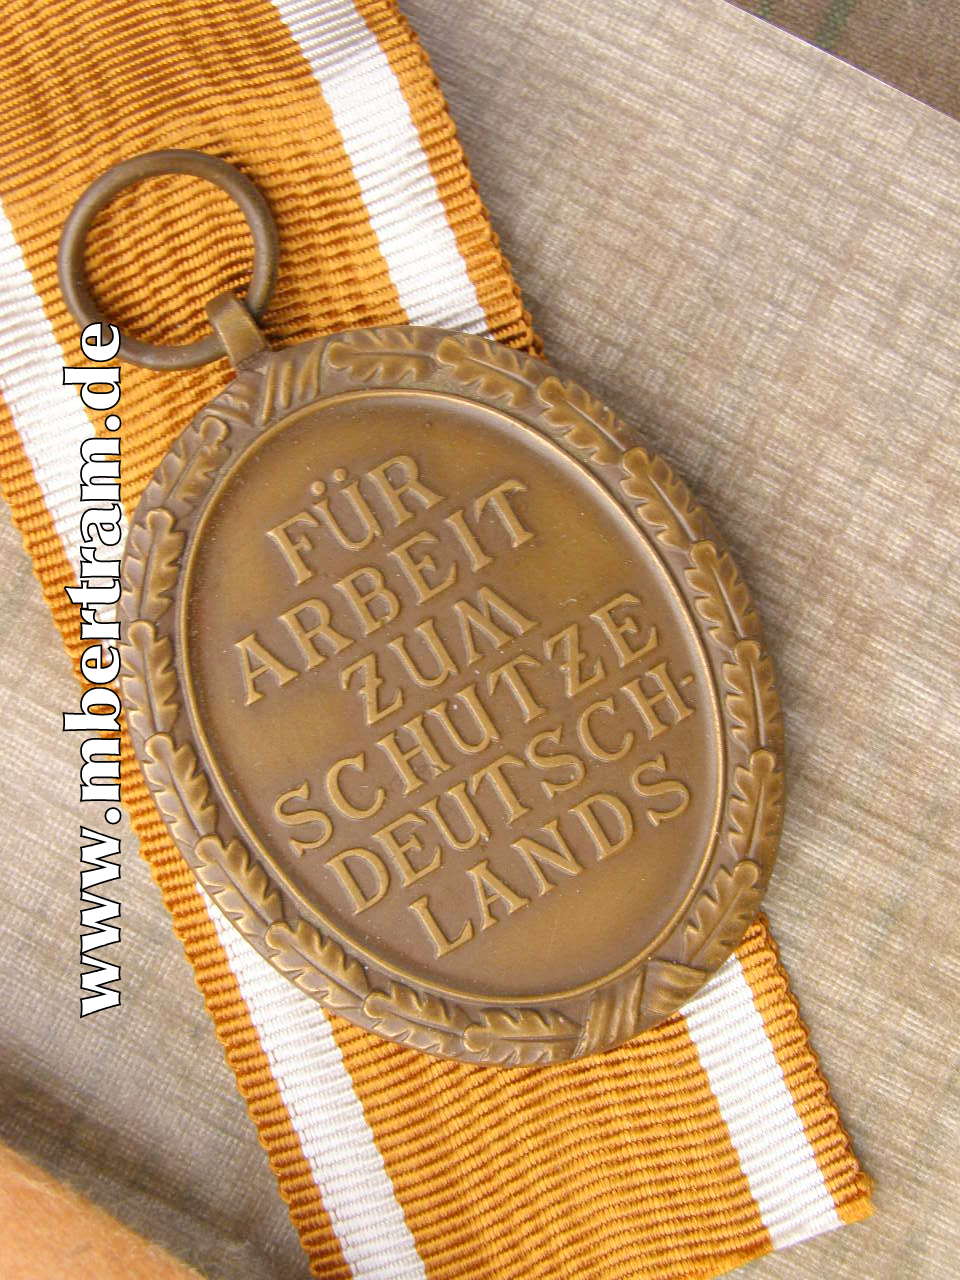 FÜR
ARBEIT
ZUM
SCHUTZE
DEUTSCH-
LANDS
www.mbertram.de